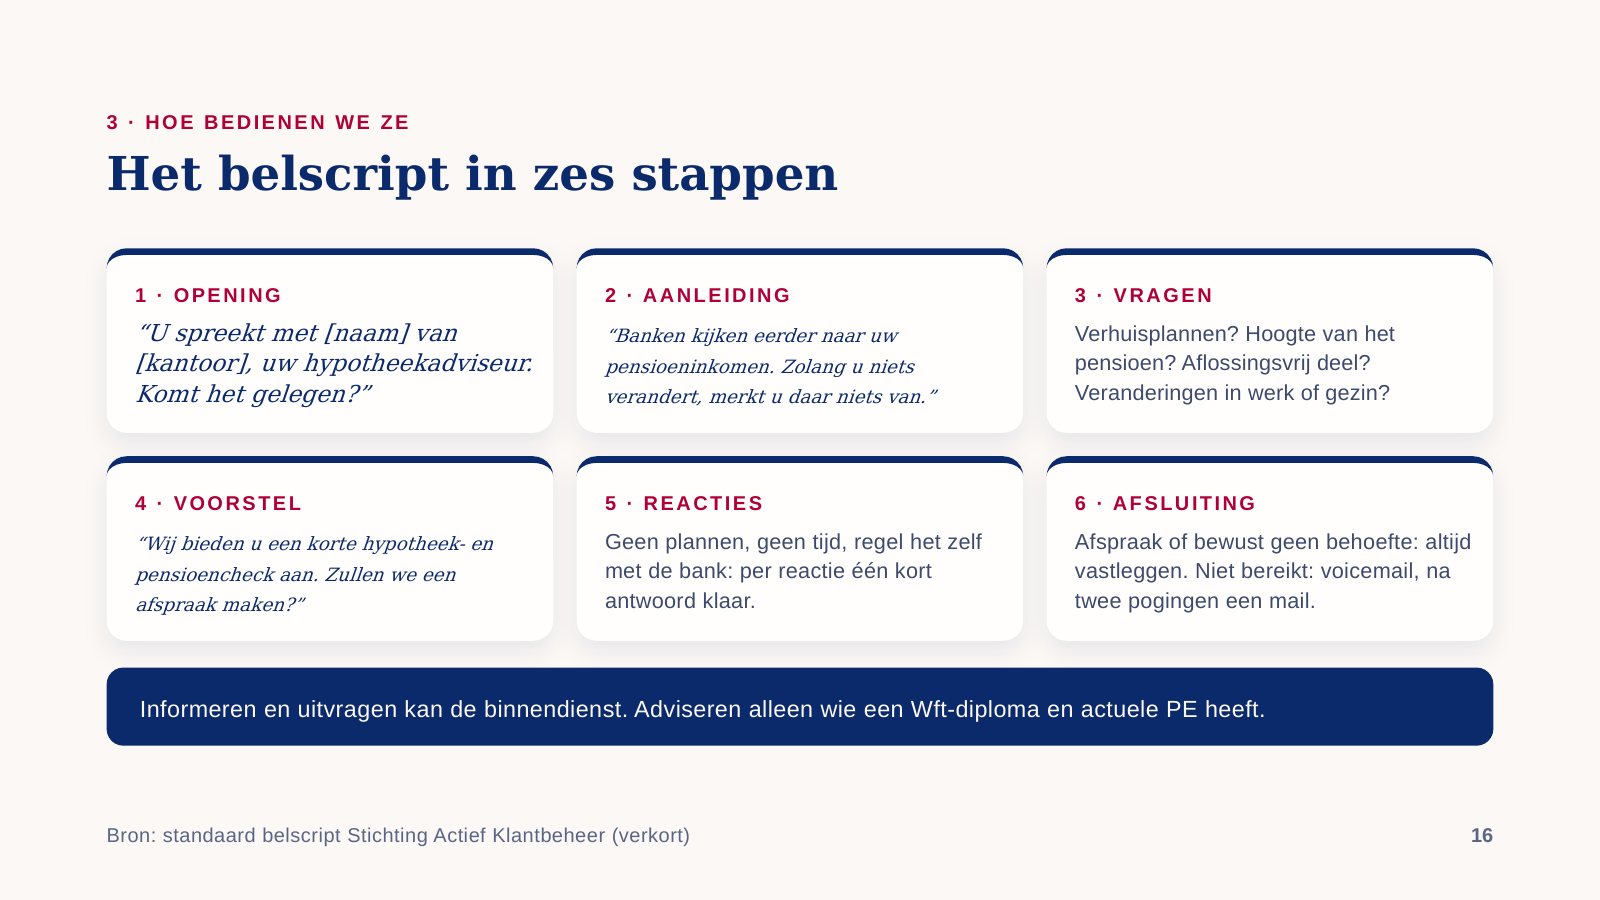 3 · HOE BEDIENEN WE ZE
Het belscript in zes stappen
1 · OPENING
“U spreekt met [naam] van
[kantoor], uw hypotheekadviseur.
Komt het gelegen?”
2 · AANLEIDING
“Banken kijken eerder naar uw
pensioeninkomen. Zolang u niets
verandert, merkt u daar niets van.”
3 · VRAGEN
Verhuisplannen? Hoogte van het
pensioen? Aflossingsvrij deel?
Veranderingen in werk of gezin?
4 · VOORSTEL
“Wij bieden u een korte hypotheek- en
pensioencheck aan. Zullen we een
afspraak maken?”
5 · REACTIES
Geen plannen, geen tijd, regel het zelf
met de bank: per reactie één kort
antwoord klaar.
6 · AFSLUITING
Afspraak of bewust geen behoefte: altijd
vastleggen. Niet bereikt: voicemail, na
twee pogingen een mail.
Informeren en uitvragen kan de binnendienst. Adviseren alleen wie een Wft-diploma en actuele PE heeft.
Bron: standaard belscript Stichting Actief Klantbeheer (verkort)
16